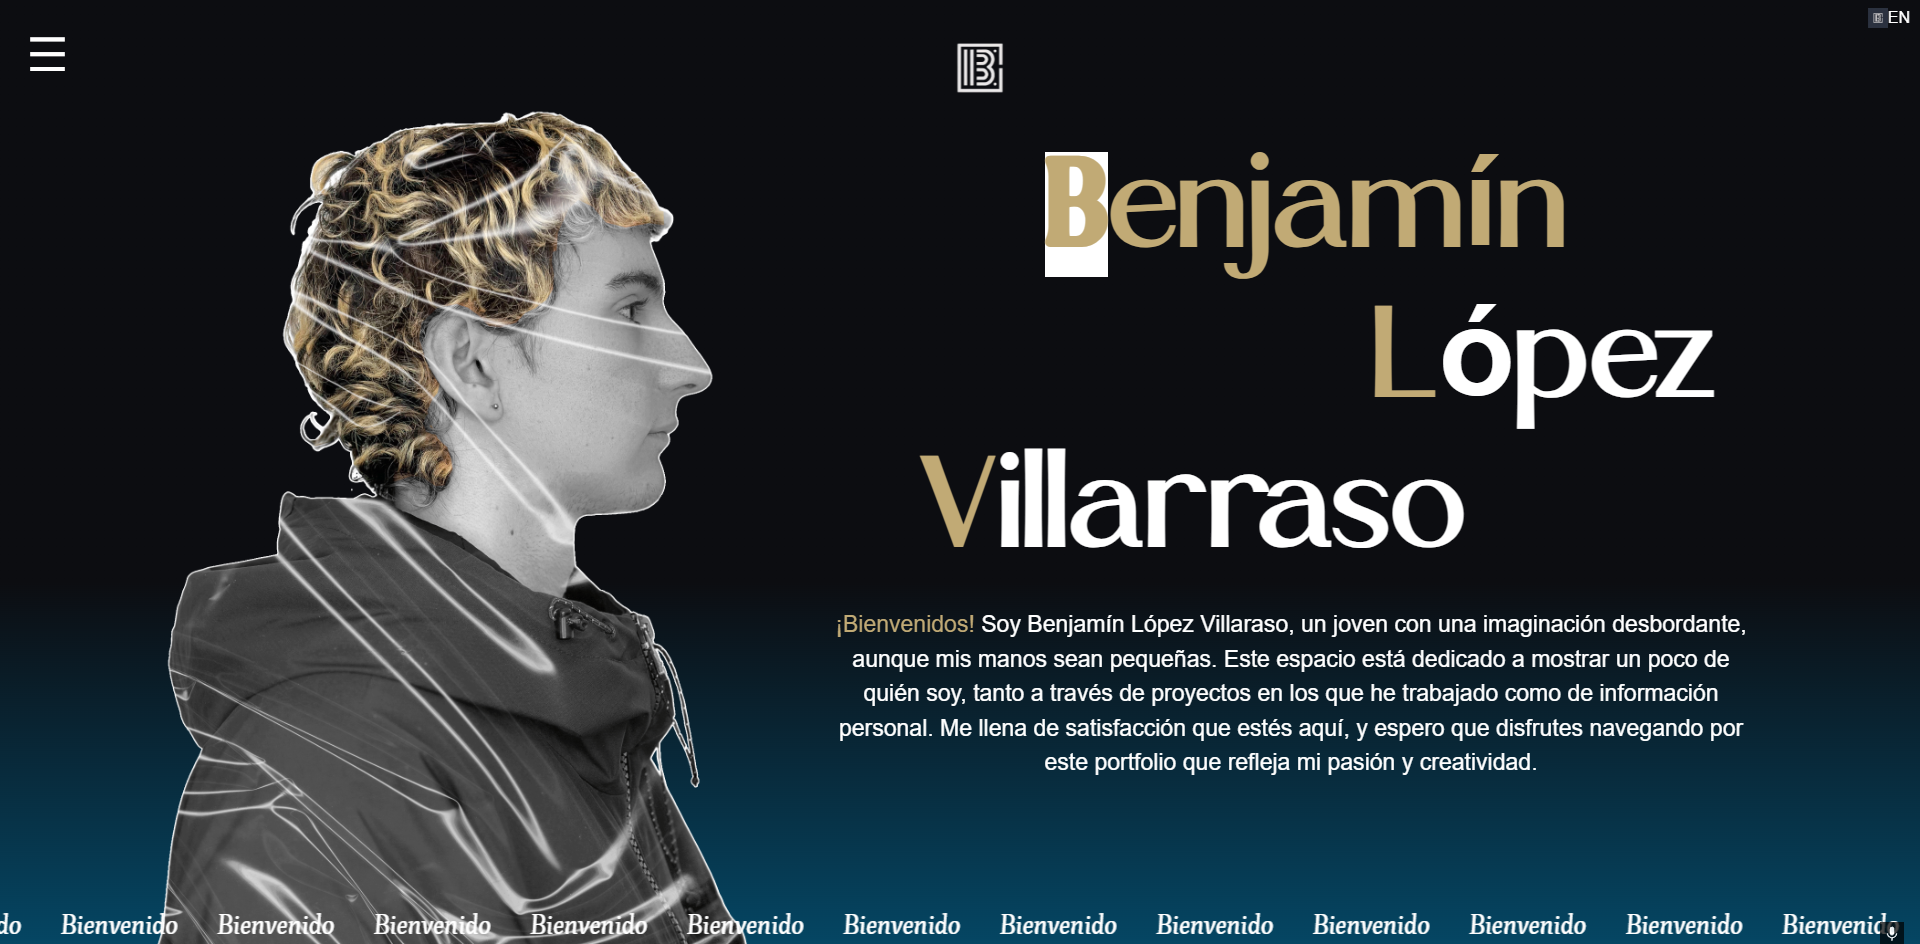 EN
B
Benjamín
López
Villarraso
¡Bienvenidos! Soy Benjamín López Villaraso, un joven con una imaginación desbordante,
aunque mis manos sean pequeñas. Este espacio está dedicado a mostrar un poco de
quién soy, tanto a través de proyectos en los que he trabajado como de información
personal. Me llena de satisfacción que estés aquí, y espero que disfrutes navegando por
este portfolio que refleja mi pasión y creatividad.
do Bienvenido Bienvenido Bienvenido Bienvenido Bienvenido Bienvenido Bienvenido Bienvenido Bienvenido Bienvenido Bienvenido Bienvenido